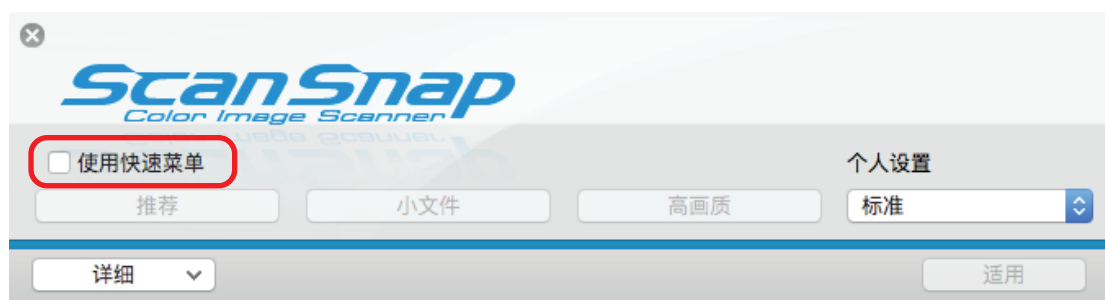 ScanSnap
Color Image Scanner
使用快速菜单
个人设置
推荐
小文件
高画质
标准
详细
适用